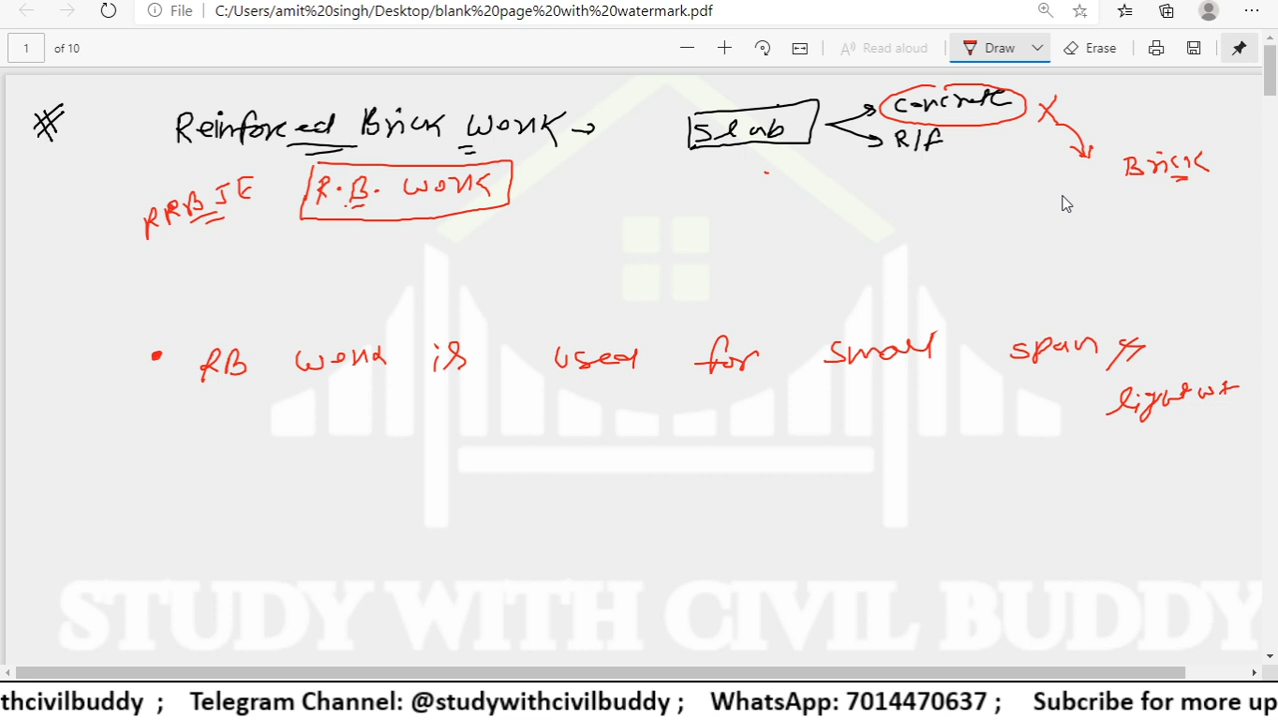 File C:/Users/amit%20singh/Desktop/blank%20page%20with%20watermark.pdf
1 of 10 Read aloud Draw Erase
Reinforced Brick Work → Slab
Concrete X
R/f
Brick
RRB JE R.B. Work
• RB work is used for small span
light wt
STUDY WITH CIVIL BUDDY
thcivilbuddy ; Telegram Channel: @studywithcivilbuddy ; WhatsApp: 7014470637 ; Subcribe for more up